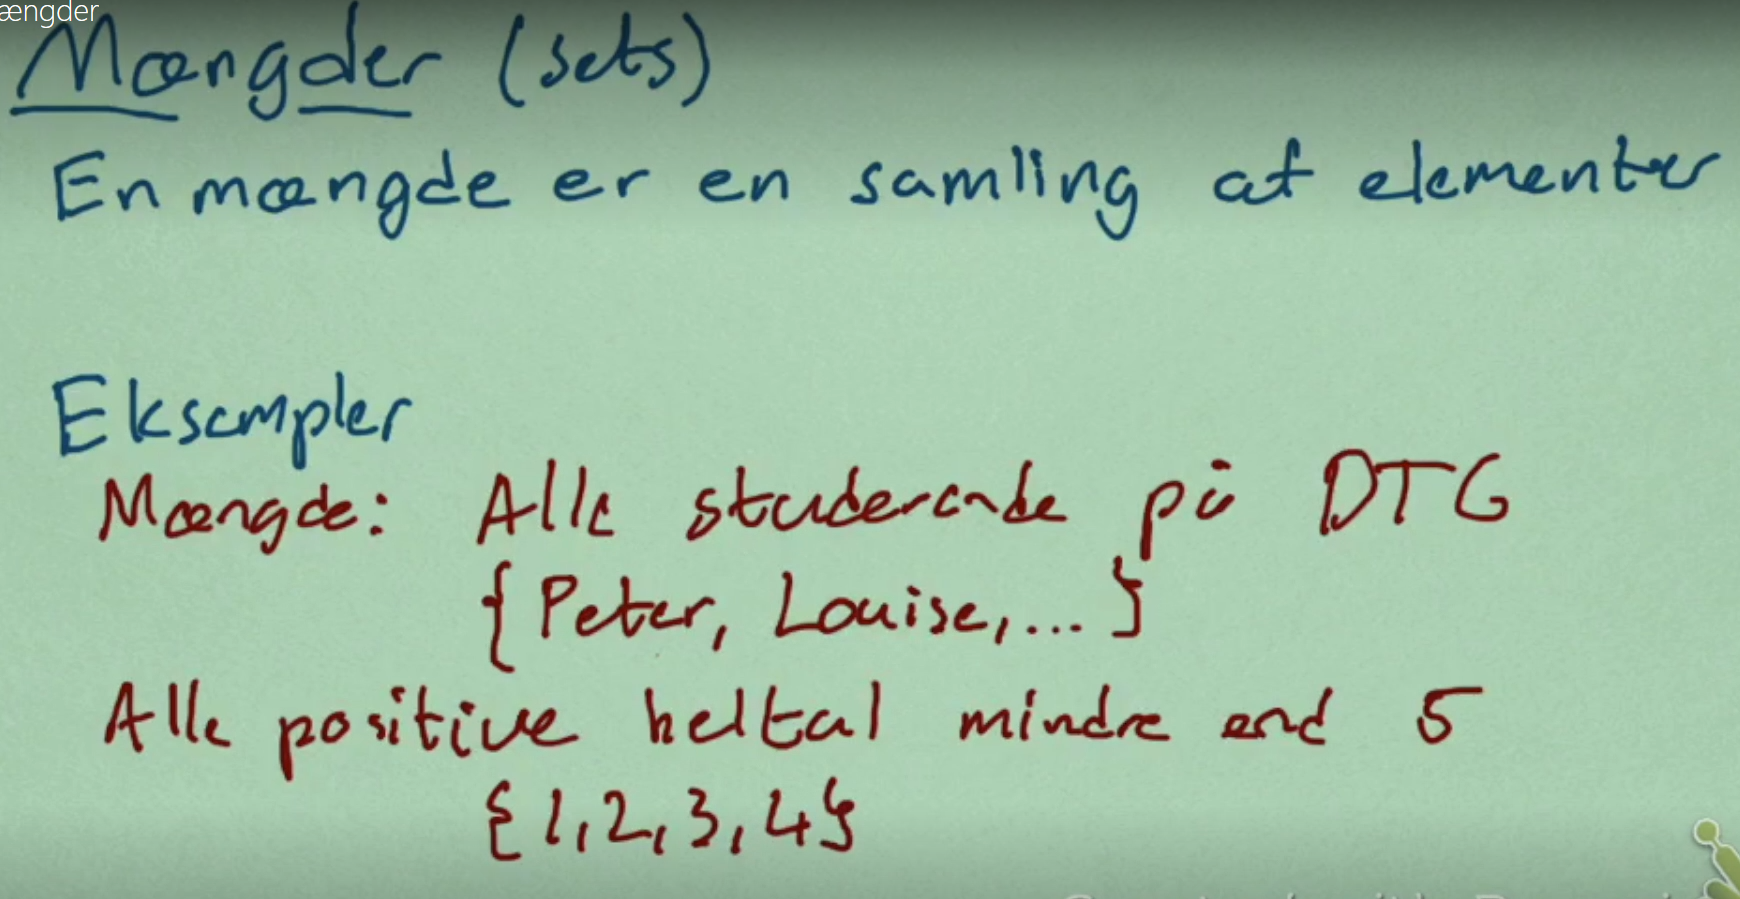 ængder
Mængder (sets)
En mængde er en samling af elementer
Eksempler
Mængde: Alle studerende på DTG
{Peter, Louise, ...}
Alle positive heltal mindre end 5
{1, 2, 3, 4}